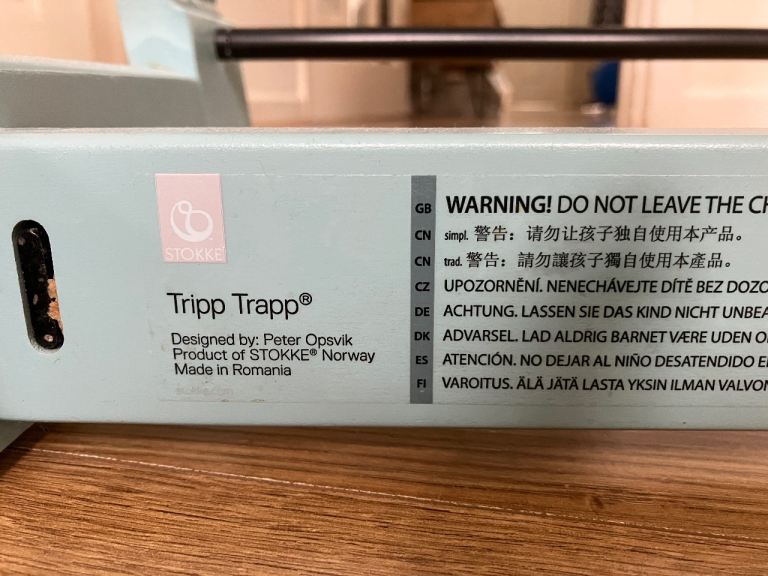 STOKKE
Tripp Trapp®
Designed by: Peter Opsvik
Product of STOKKE® Norway
Made in Romania
stokke.com
GB WARNING! DO NOT LEAVE THE
CN simpl. 警告：请勿让孩子独自使用本产品。
CN trad. 警告：請勿讓孩子獨自使用本產品。
CZ UPOZORNĚNÍ. NENECHÁVEJTE DÍTĚ BEZ
DE ACHTUNG. LASSEN SIE DAS KIND NICHT
DK ADVARSEL. LAD ALDRIG BARNET VÆRE UDEN
ES ATENCIÓN. NO DEJAR AL NIÑO DESATENDIDO
FI VAROITUS. ÄLÄ JÄTÄ LASTA YKSIN ILMAN